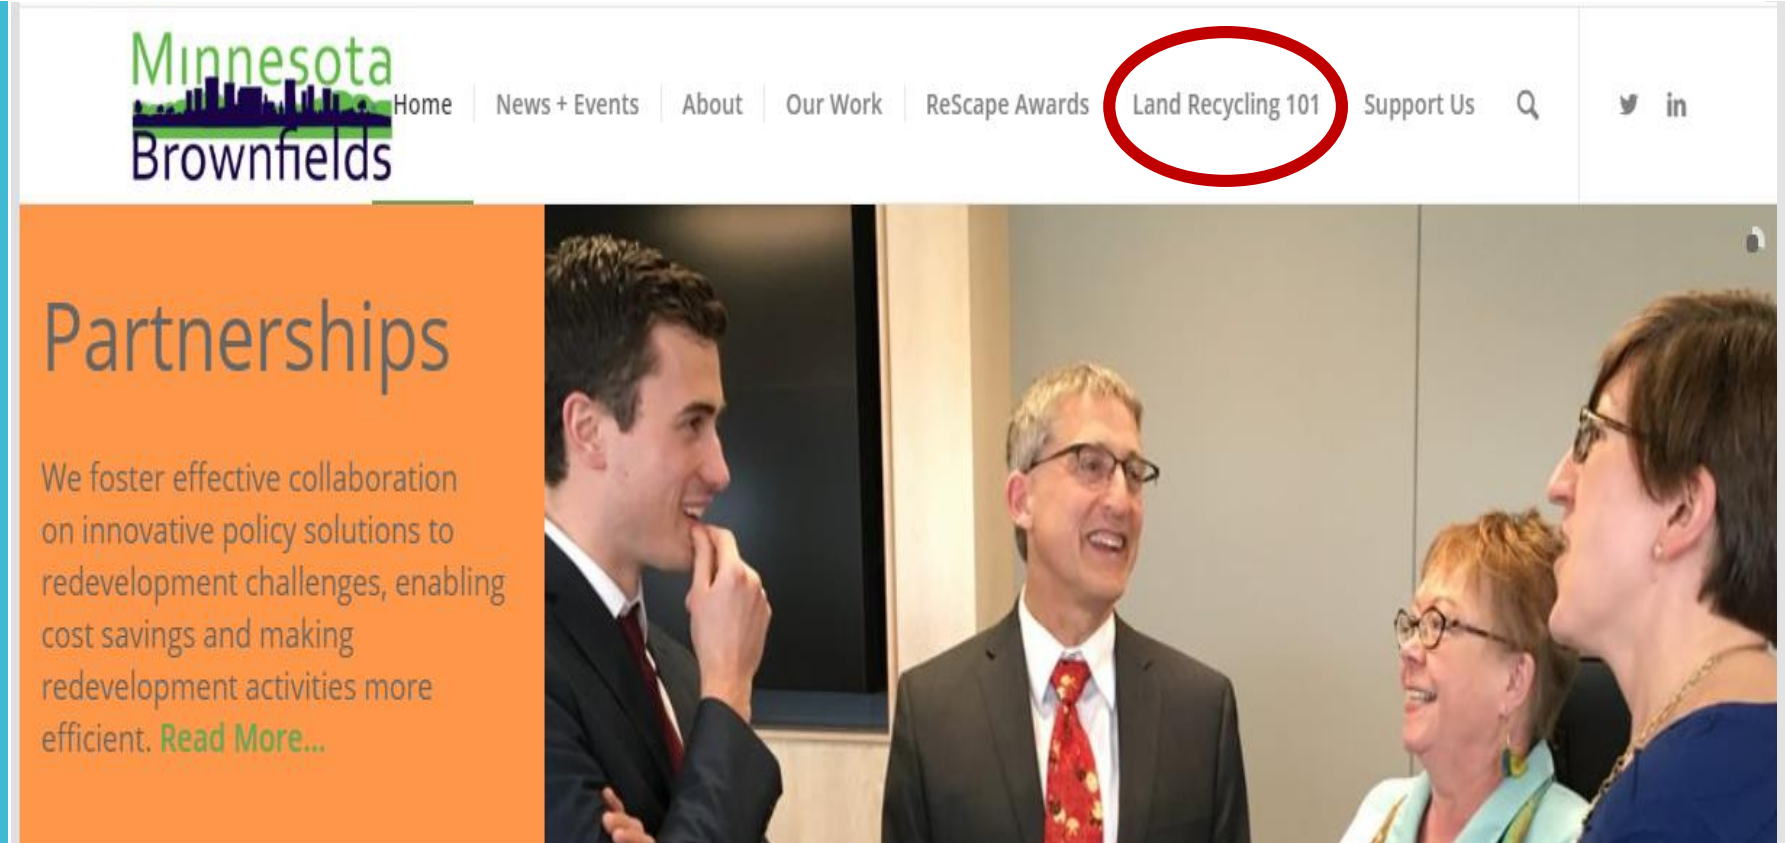 Minnesota
Brownfields
Home News + Events About Our Work ReScape Awards Land Recycling 101 Support Us in
Partnerships
We foster effective collaboration
on innovative policy solutions to
redevelopment challenges, enabling
cost savings and making
redevelopment activities more
efficient. Read More...